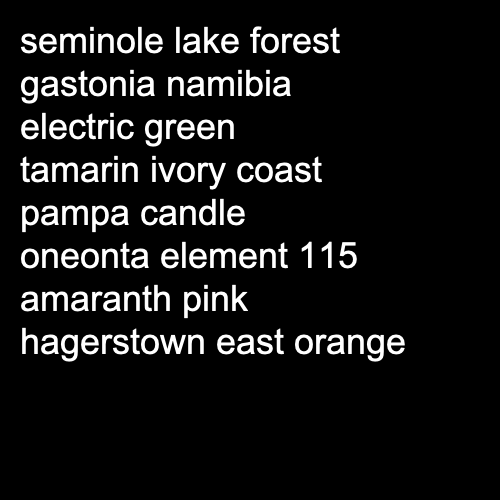 seminole lake forest
gastonia namibia
electric green
tamarin ivory coast
pampa candle
oneonta element 115
amaranth pink
hagerstown east orange